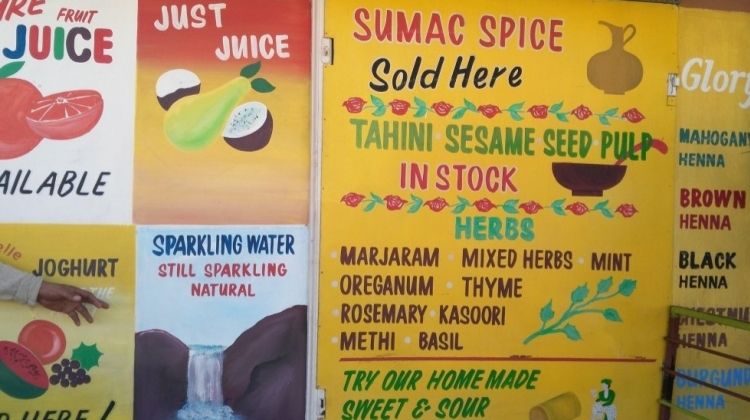 FRUIT
JUICE
AILABLE
JUST
JUICE
JOGHURT
SPARKLING WATER
STILL SPARKLING
NATURAL
SUMAC SPICE
Sold Here
TAHINI SESAME SEED PULP
IN STOCK
HERBS
MARJARAM · MIXED HERBS · MINT
OREGANUM · THYME
ROSEMARY · KASOORI
METHI · BASIL
TRY OUR HOME MADE
SWEET & SOUR
Glory
MAHOGANY
HENNA
BROWN
HENNA
BLACK
HENNA
HENNA
HENNA
HERE!